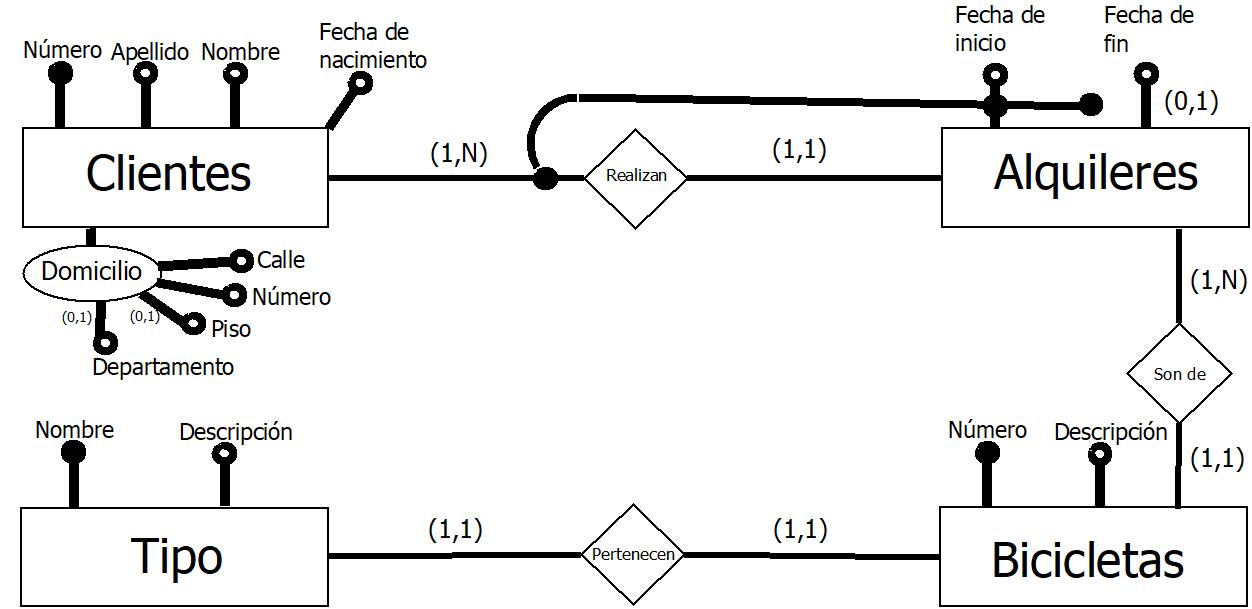 Fecha de
inicio
Fecha de
fin
Fecha de
nacimiento
Número
Apellido
Nombre
(0,1)
Clientes
(1,N)
Realizan
(1,1)
Alquileres
Domicilio
Calle
Número
Piso
Departamento
(0,1)
(0,1)
(1,N)
Son de
(1,1)
Nombre
Descripción
Número
Descripción
Tipo
(1,1)
Pertenecen
(1,1)
Bicicletas